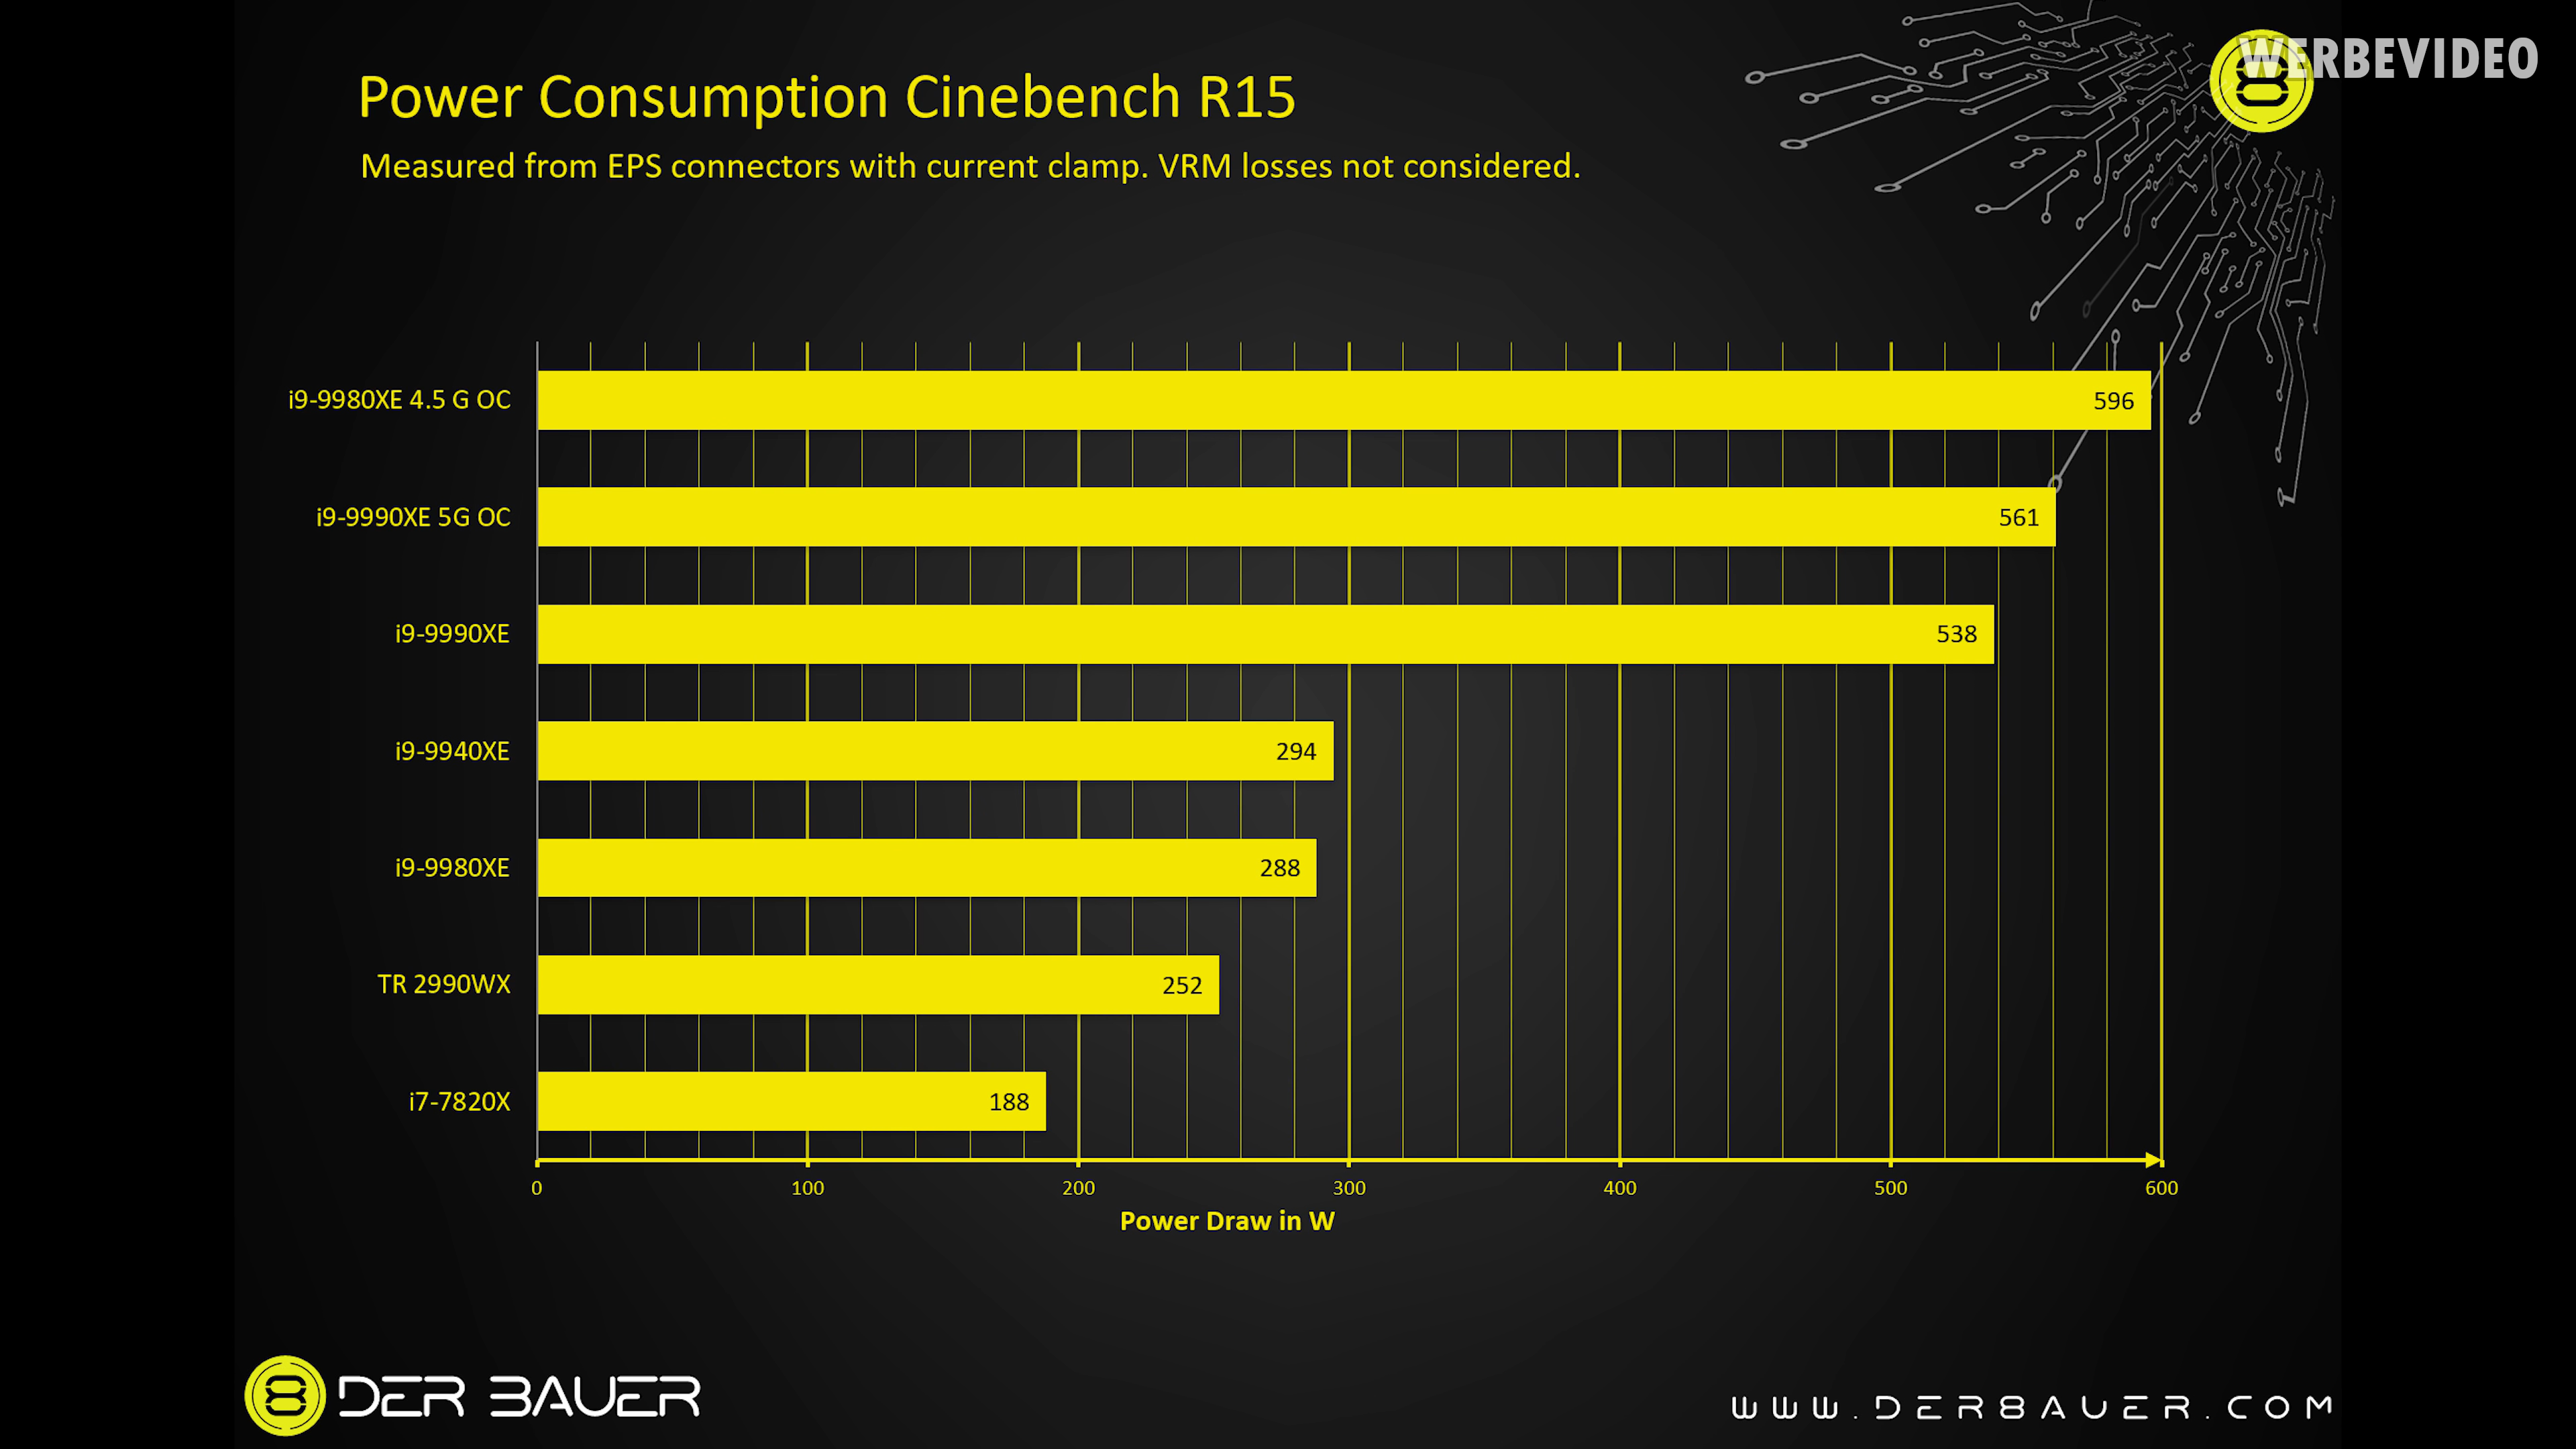 WERBEVIDEO
Power Consumption Cinebench R15
Measured from EPS connectors with current clamp. VRM losses not considered.
i9-9980XE 4.5 G OC
596
i9-9990XE 5G OC
561
i9-9990XE
538
i9-9940XE
294
i9-9980XE
288
TR 2990WX
252
i7-7820X
188
0 100 200 300 400 500 600
Power Draw in W
8 DER BAUER
WWW.DER8AUER.COM